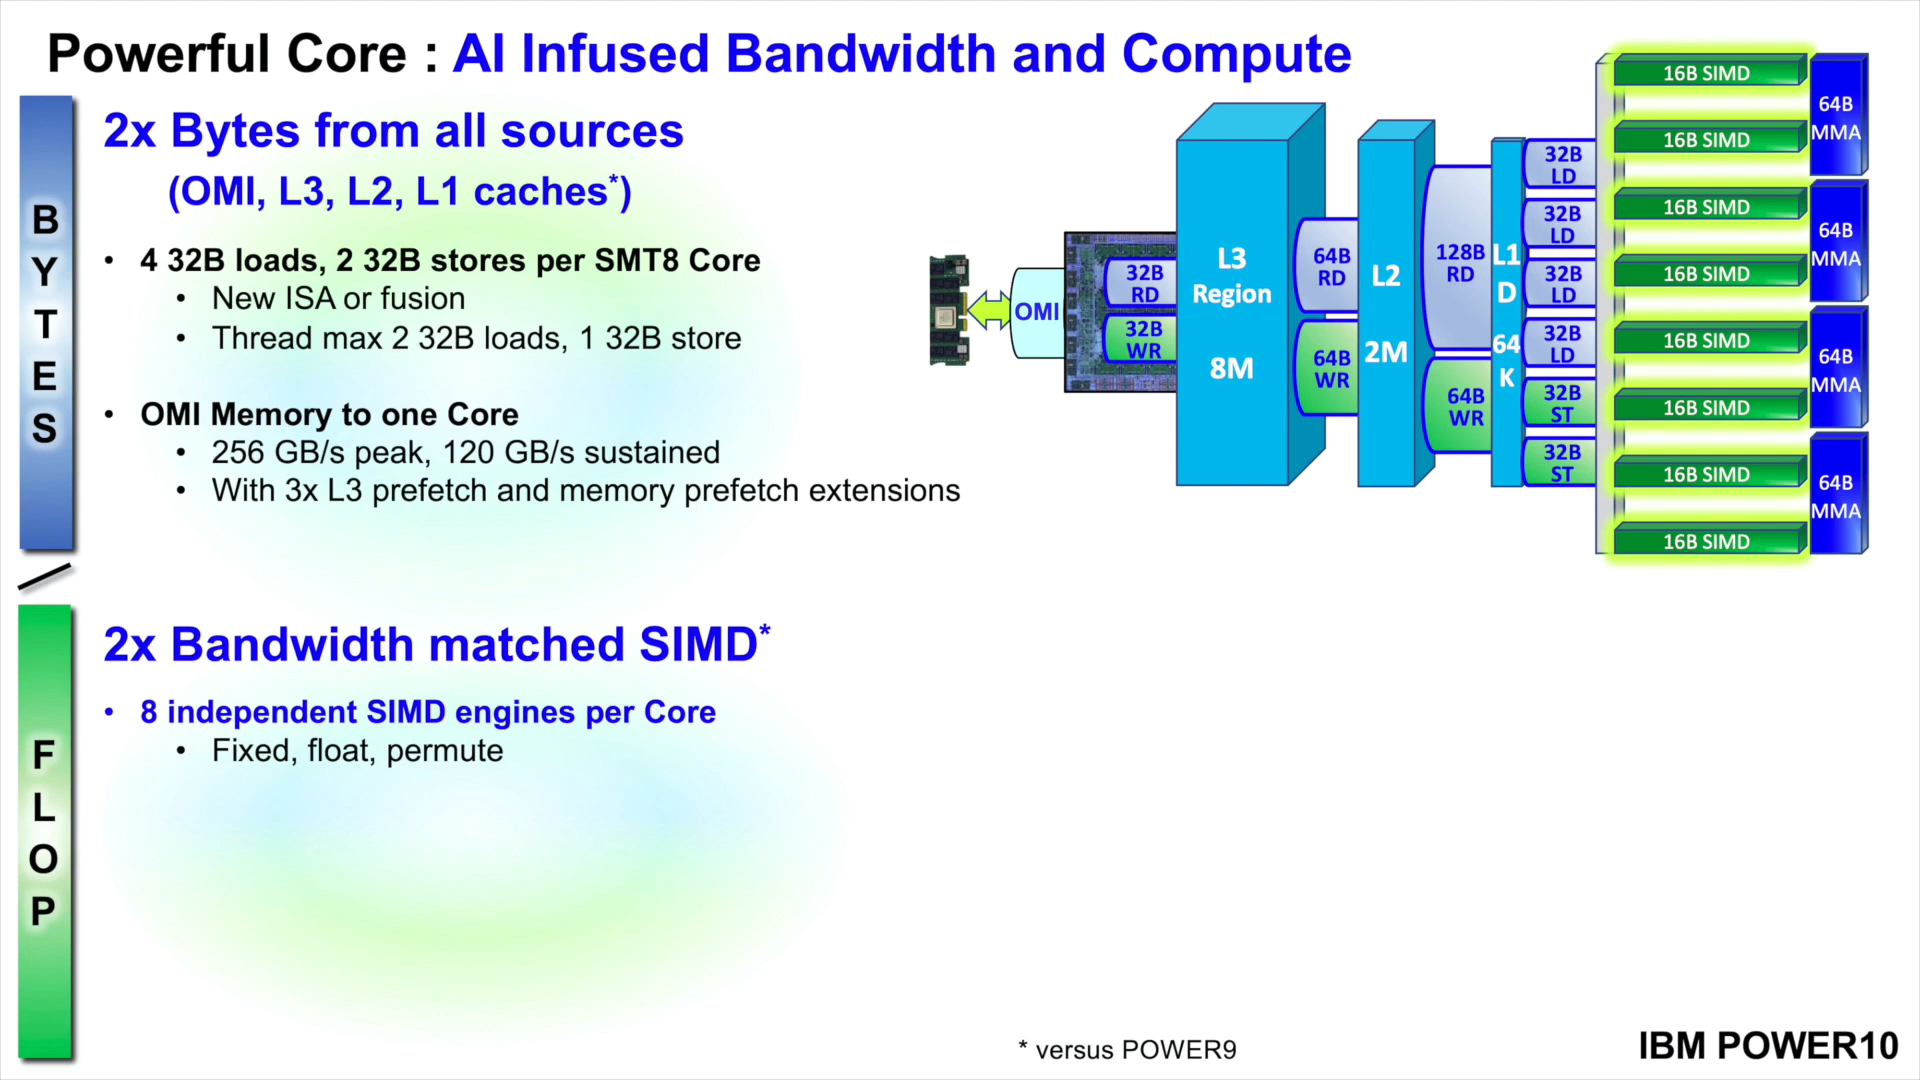 Powerful Core : AI Infused Bandwidth and Compute
BYTES
/
FLOP
2x Bytes from all sources
(OMI, L3, L2, L1 caches*)
• 4 32B loads, 2 32B stores per SMT8 Core
• New ISA or fusion
• Thread max 2 32B loads, 1 32B store
• OMI Memory to one Core
• 256 GB/s peak, 120 GB/s sustained
• With 3x L3 prefetch and memory prefetch extensions
2x Bandwidth matched SIMD*
• 8 independent SIMD engines per Core
• Fixed, float, permute
OMI
32B
RD
32B
WR
L3
Region
8M
64B
RD
64B
WR
L2
2M
128B
RD
64B
WR
L1
D
64
K
32B
LD
32B
LD
32B
LD
32B
LD
32B
ST
32B
ST
16B SIMD
16B SIMD
16B SIMD
16B SIMD
16B SIMD
16B SIMD
16B SIMD
16B SIMD
64B
MMA
64B
MMA
64B
MMA
64B
MMA
* versus POWER9
IBM POWER10